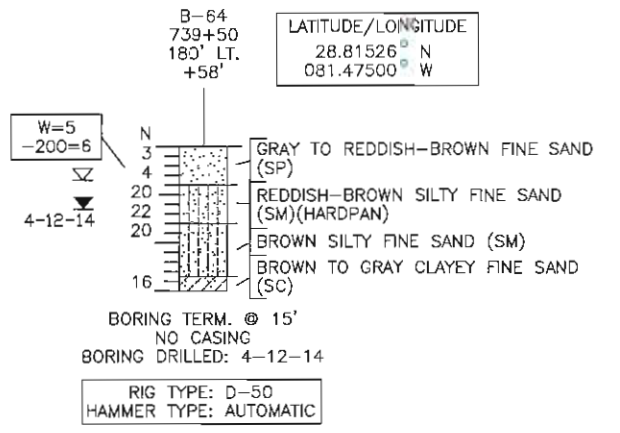 B-64
739+50
180' LT.
+58'
LATITUDE/LONGITUDE
28.81526° N
081.47500° W
W=5
-200=6
N
3
4
20
22
20
16
4-12-14
GRAY TO REDDISH-BROWN FINE SAND
(SP)
REDDISH-BROWN SILTY FINE SAND
(SM)(HARDPAN)
BROWN SILTY FINE SAND (SM)
BROWN TO GRAY CLAYEY FINE SAND
(SC)
BORING TERM. @ 15'
NO CASING
BORING DRILLED: 4-12-14
RIG TYPE: D-50
HAMMER TYPE: AUTOMATIC